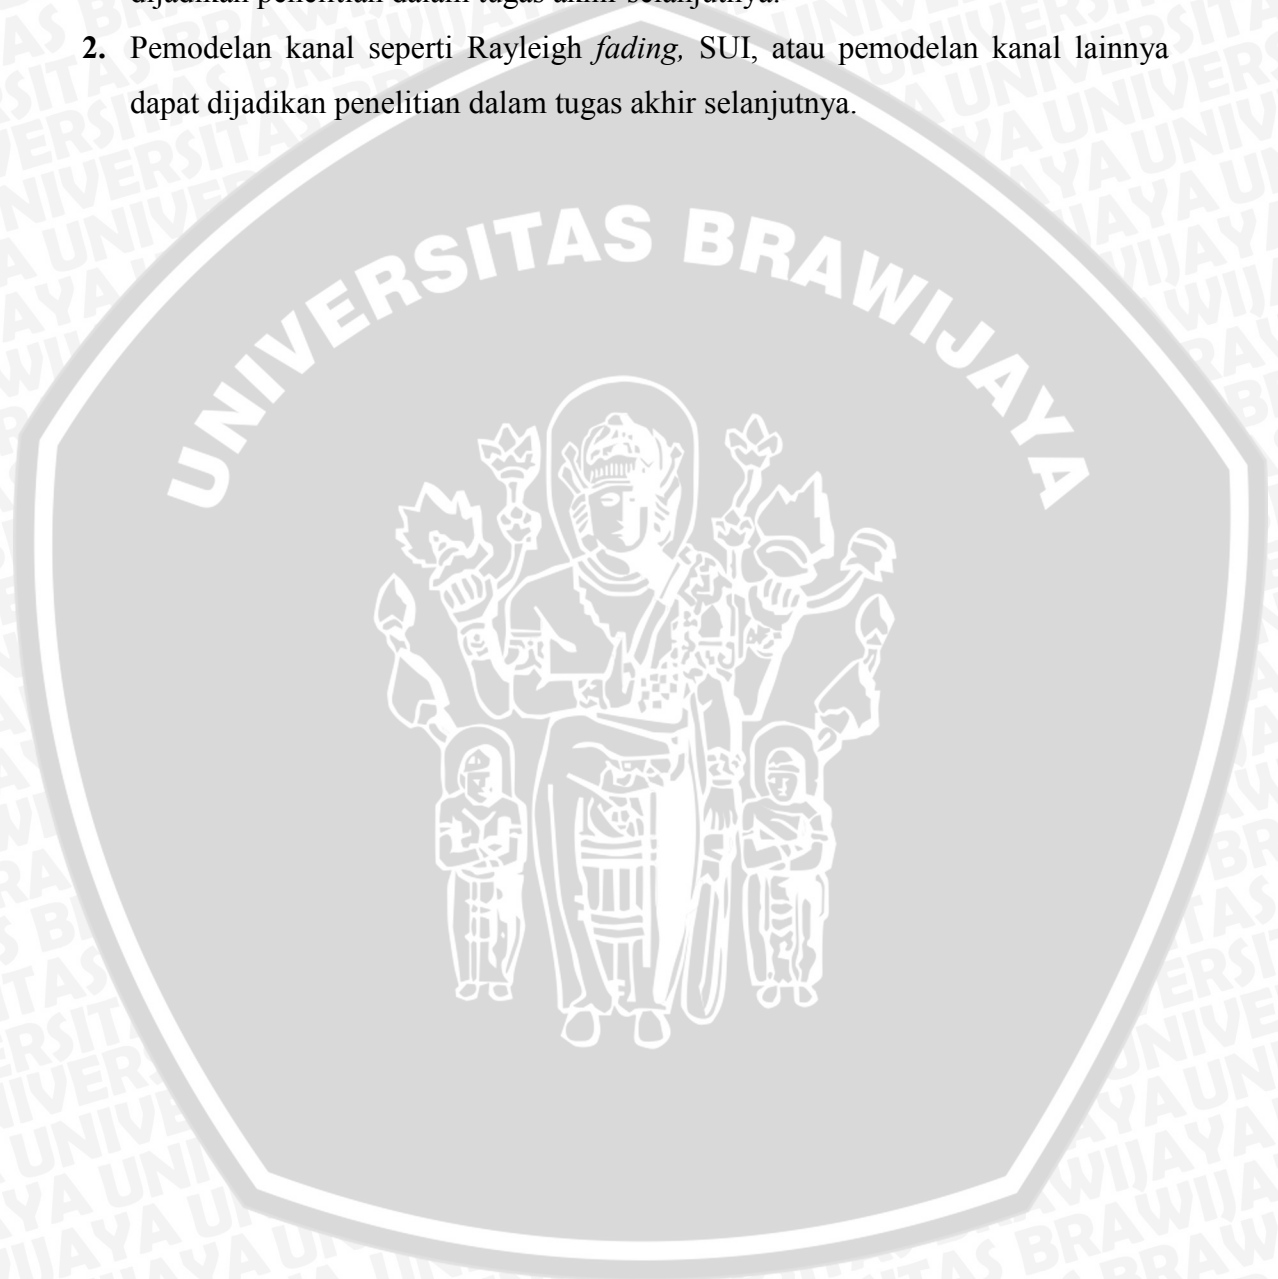 dijadikan penelitian dalam tugas akhir selanjutnya.
2. Pemodelan kanal seperti Rayleigh fading, SUI, atau pemodelan kanal lainnya
dapat dijadikan penelitian dalam tugas akhir selanjutnya.
UNIVERSITAS BRAWIJAYA